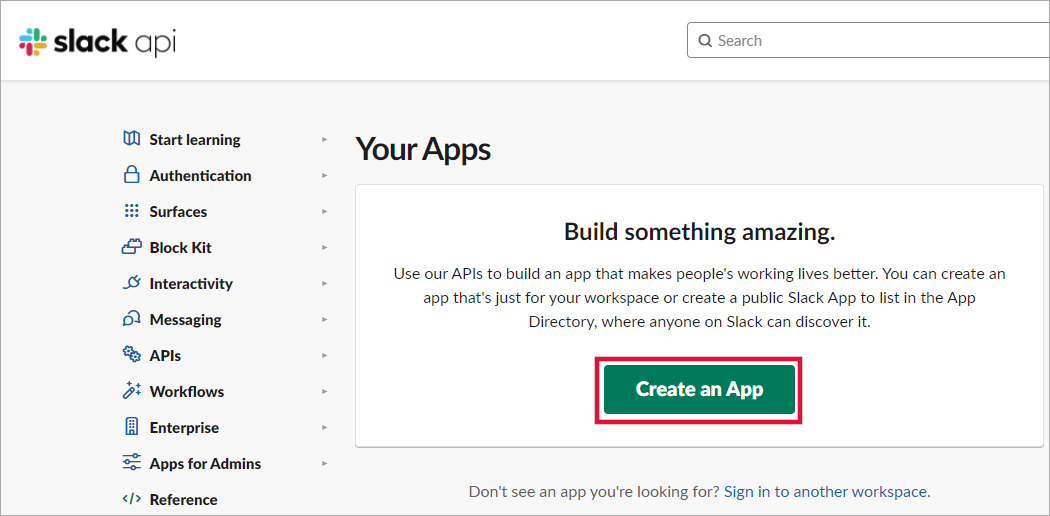 slack api
Search
Start learning
Authentication
Surfaces
Block Kit
Interactivity
Messaging
APIs
Workflows
Enterprise
Apps for Admins
Reference
Your Apps
Build something amazing.
Use our APIs to build an app that makes people's working lives better. You can create an
app that's just for your workspace or create a public Slack App to list in the App
Directory, where anyone on Slack can discover it.
Create an App
Don't see an app you're looking for? Sign in to another workspace.